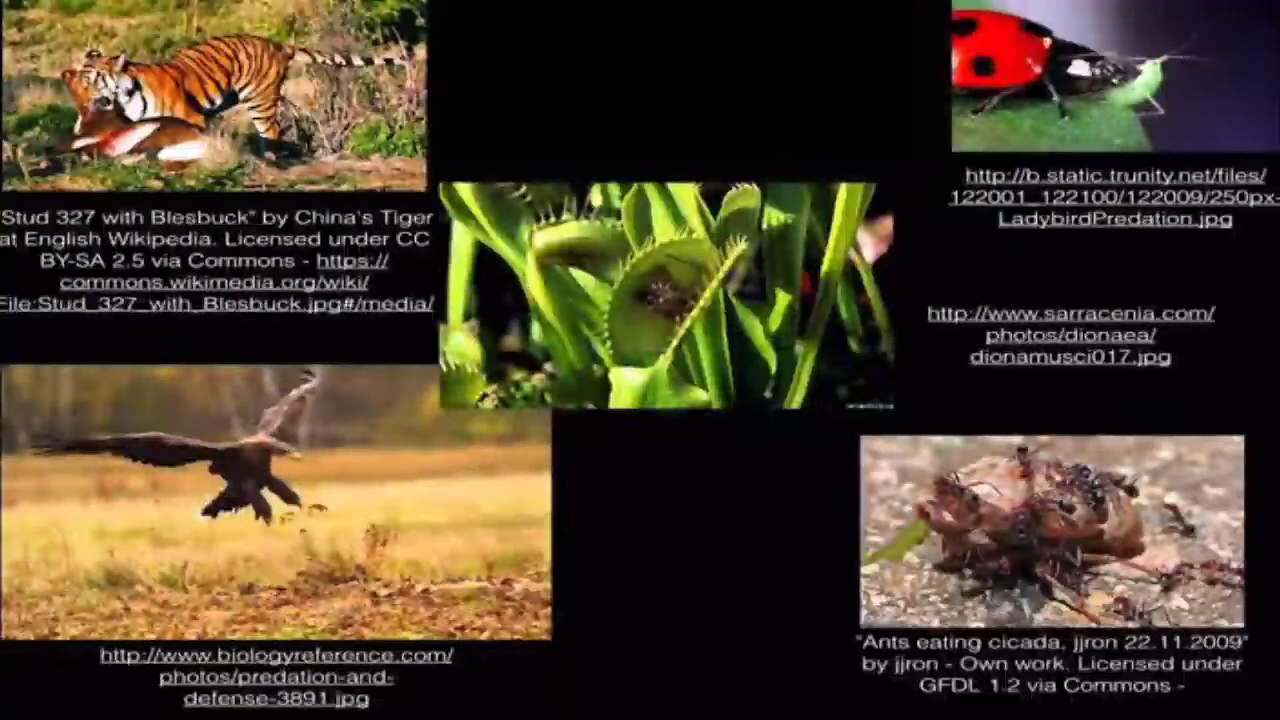 "Stud 327 with Blesbuck" by China's Tiger
at English Wikipedia. Licensed under CC
BY-SA 2.5 via Commons - https://
commons.wikimedia.org/wiki/
File:Stud_327_with_Blesbuck.jpg#/media/
http://b.static.trunity.net/files/
122001_122100/122009/250px-
LadybirdPredation.jpg
http://www.sarracenia.com/
photos/dionaea/
dionamusci017.jpg
http://www.biologyreference.com/
photos/predation-and-
defense-3891.jpg
"Ants eating cicada, jjron 22.11.2009"
by jjron - Own work. Licensed under
GFDL 1.2 via Commons -